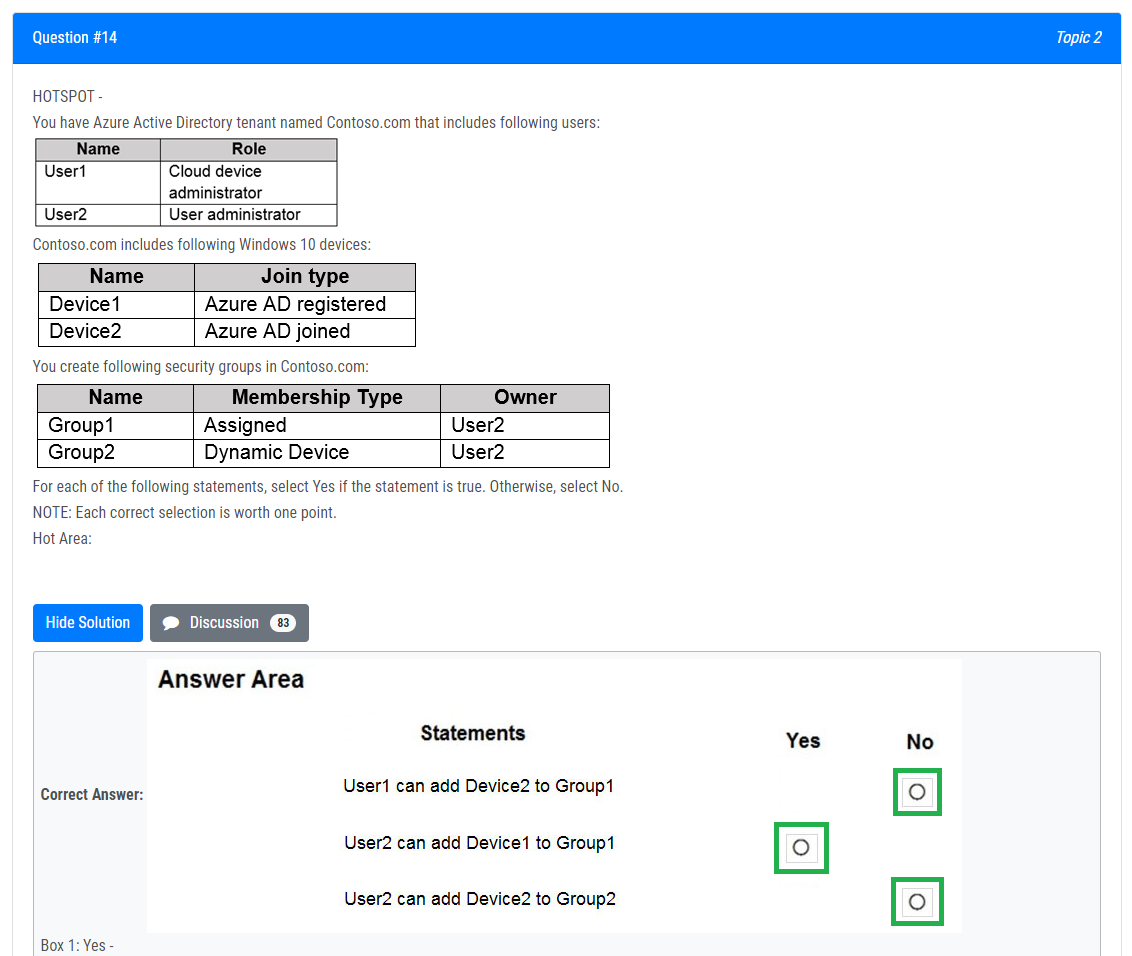 Question #14 Topic 2
HOTSPOT -
You have Azure Active Directory tenant named Contoso.com that includes following users:
Name Role
User1 Cloud device
administrator
User2 User administrator
Contoso.com includes following Windows 10 devices:
Name Join type
Device1 Azure AD registered
Device2 Azure AD joined
You create following security groups in Contoso.com:
Name Membership Type Owner
Group1 Assigned User2
Group2 Dynamic Device User2
For each of the following statements, select Yes if the statement is true. Otherwise, select No.
NOTE: Each correct selection is worth one point.
Hot Area:
Hide Solution Discussion 83
Answer Area
Statements Yes No
User1 can add Device2 to Group1
Correct Answer:
User2 can add Device1 to Group1
User2 can add Device2 to Group2
Box 1: Yes -